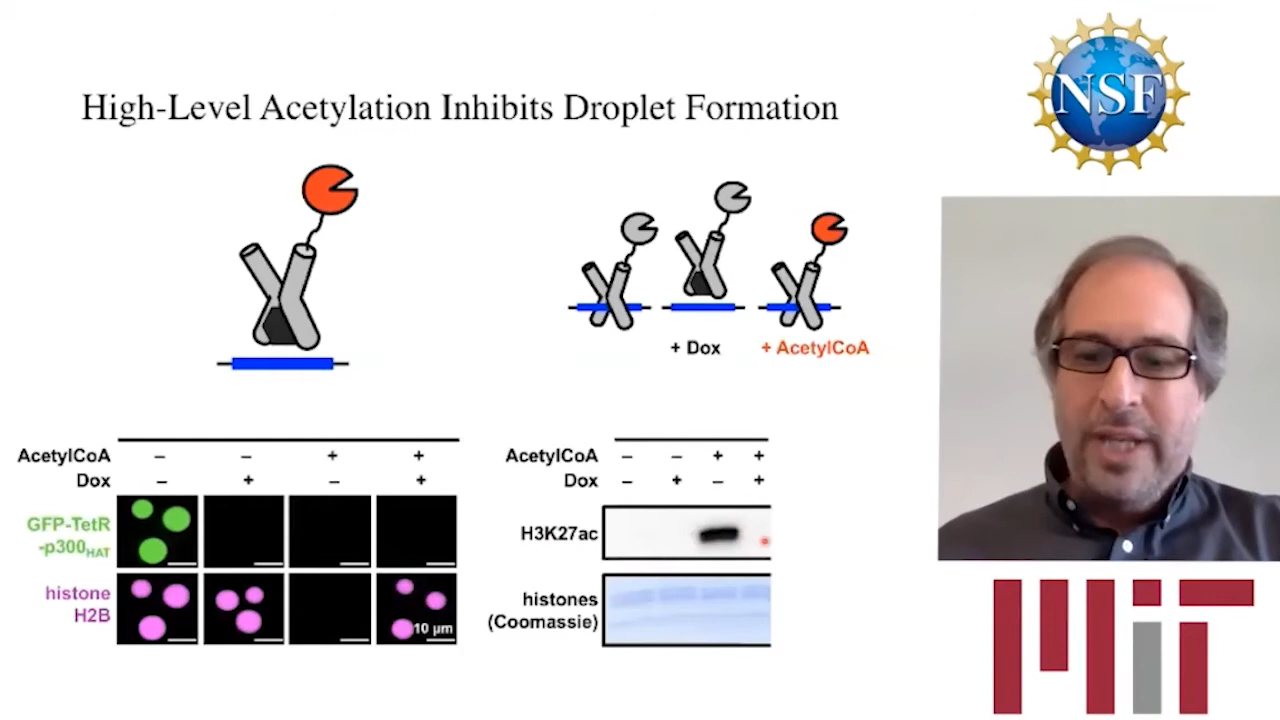 High-Level Acetylation Inhibits Droplet Formation
NSF
+ Dox
+ AcetylCoA
AcetylCoA – – + +
Dox – + – +
GFP-TetR
-p300HAT
histone
H2B
10 µm
AcetylCoA – – + +
Dox – + – +
H3K27ac
histones
(Coomassie)
MIT